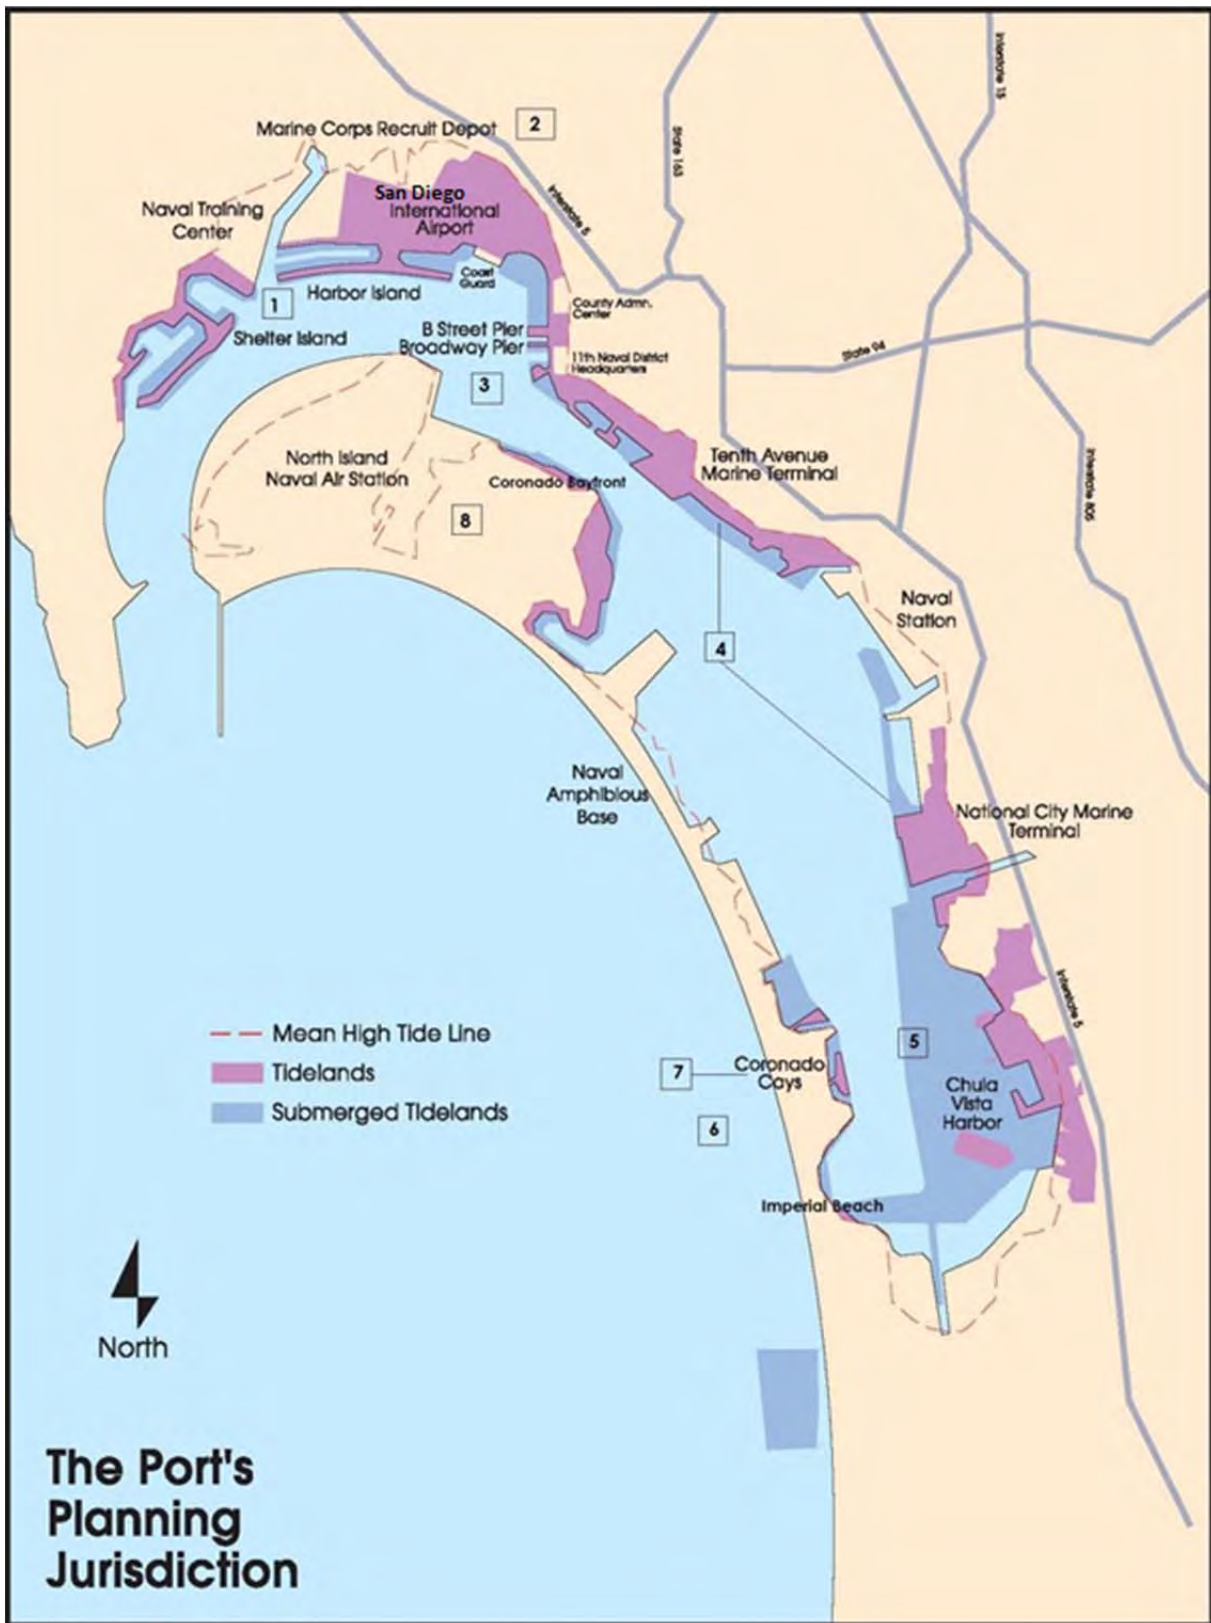 Marine Corps Recruit Depot
2
Interstate 15
State 163
San Diego
International
Airport
Interstate 5
Naval Training
Center
Coast
Guard
1
Harbor Island
County Admn.
Center
Shelter Island
B Street Pier
Broadway Pier
11th Naval District
Headquarters
State 94
3
North Island
Naval Air Station
Coronado Bayfront
Tenth Avenue
Marine Terminal
Interstate 805
8
Naval
Station
4
Naval
Amphibious
Base
National City Marine
Terminal
Interstate 5
Mean High Tide Line
Tidelands
Submerged Tidelands
5
7
Coronado
Cays
Chula
Vista
Harbor
6
Imperial Beach
North
The Port's
Planning
Jurisdiction